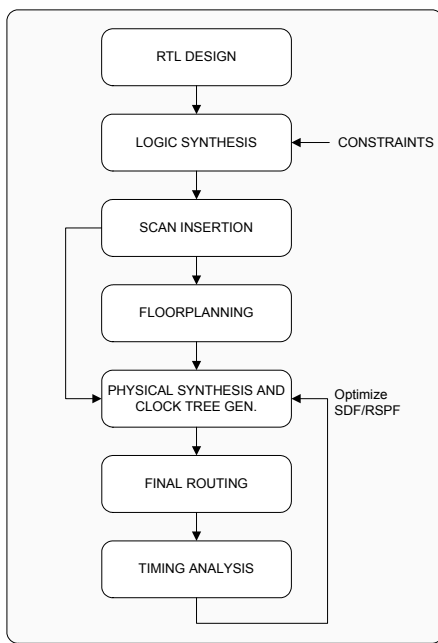 RTL DESIGN
LOGIC SYNTHESIS
CONSTRAINTS
SCAN INSERTION
FLOORPLANNING
PHYSICAL SYNTHESIS AND
CLOCK TREE GEN.
Optimize
SDF/RSPF
FINAL ROUTING
TIMING ANALYSIS